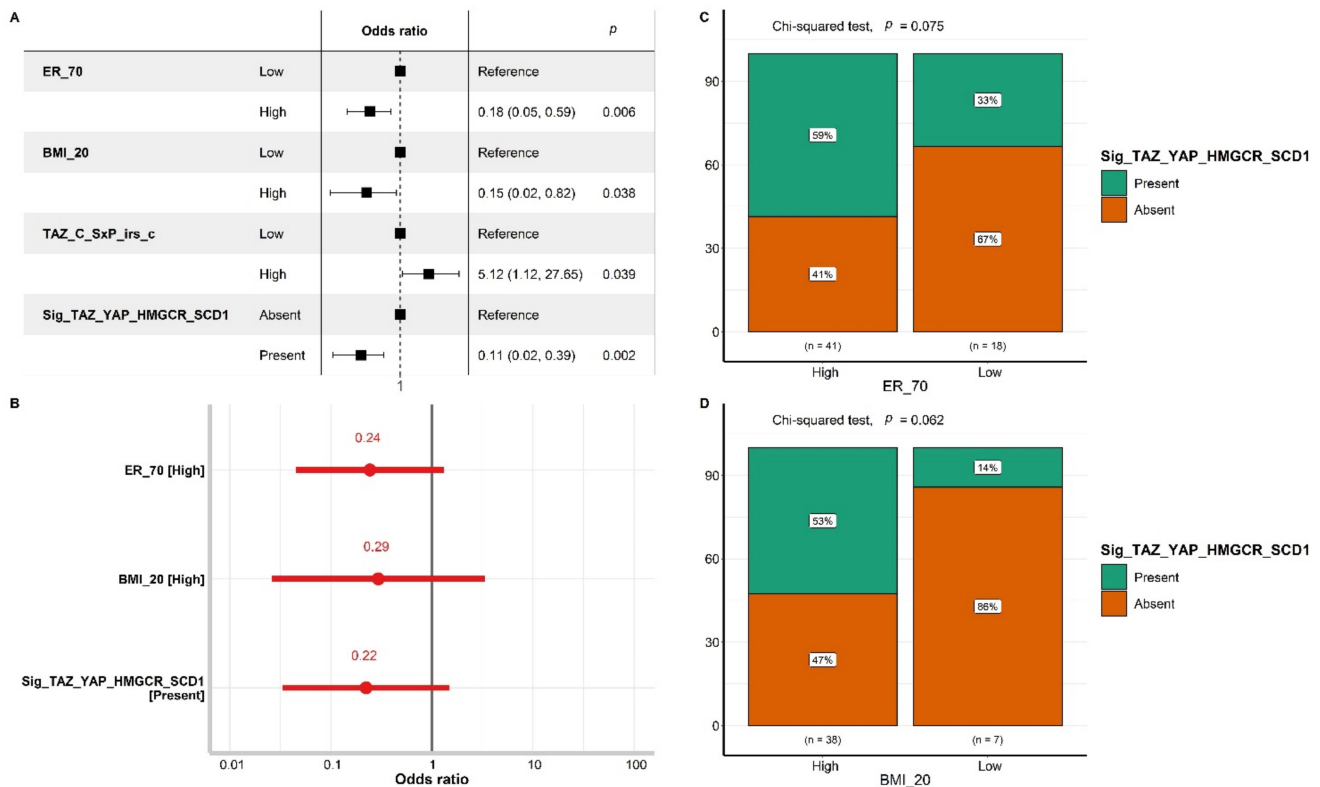 A
Odds ratio p
ER_70 Low Reference
High 0.18 (0.05, 0.59) 0.006
BMI_20 Low Reference
High 0.15 (0.02, 0.82) 0.038
TAZ_C_SxP_irs_c Low Reference
High 5.12 (1.12, 27.65) 0.039
Sig_TAZ_YAP_HMGCR_SCD1 Absent Reference
Present 0.11 (0.02, 0.39) 0.002
1
B
0.24
ER_70 [High]
0.29
BMI_20 [High]
0.22
Sig_TAZ_YAP_HMGCR_SCD1
[Present]
0.01 0.1 1 10 100
Odds ratio
C
Chi-squared test, p = 0.075
90
60
30
0
59%
41%
33%
67%
(n = 41) (n = 18)
High Low
ER_70
Sig_TAZ_YAP_HMGCR_SCD1
Present
Absent
D
Chi-squared test, p = 0.062
90
60
30
0
53%
47%
14%
86%
(n = 38) (n = 7)
High Low
BMI_20
Sig_TAZ_YAP_HMGCR_SCD1
Present
Absent